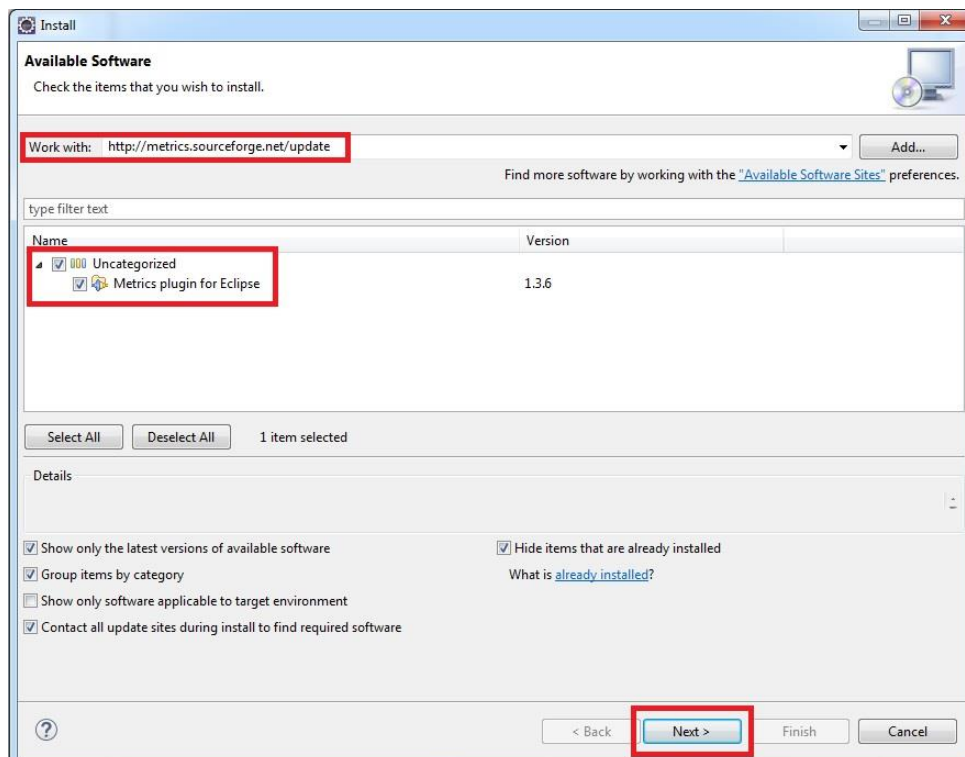 Install
Available Software
Check the items that you wish to install.
Work with: http://metrics.sourceforge.net/update Add...
Find more software by working with the "Available Software Sites" preferences.
type filter text
Name Version
Uncategorized
Metrics plugin for Eclipse 1.3.6
Select All Deselect All 1 item selected
Details
Show only the latest versions of available software Hide items that are already installed
Group items by category What is already installed?
Show only software applicable to target environment
Contact all update sites during install to find required software
? < Back Next > Finish Cancel